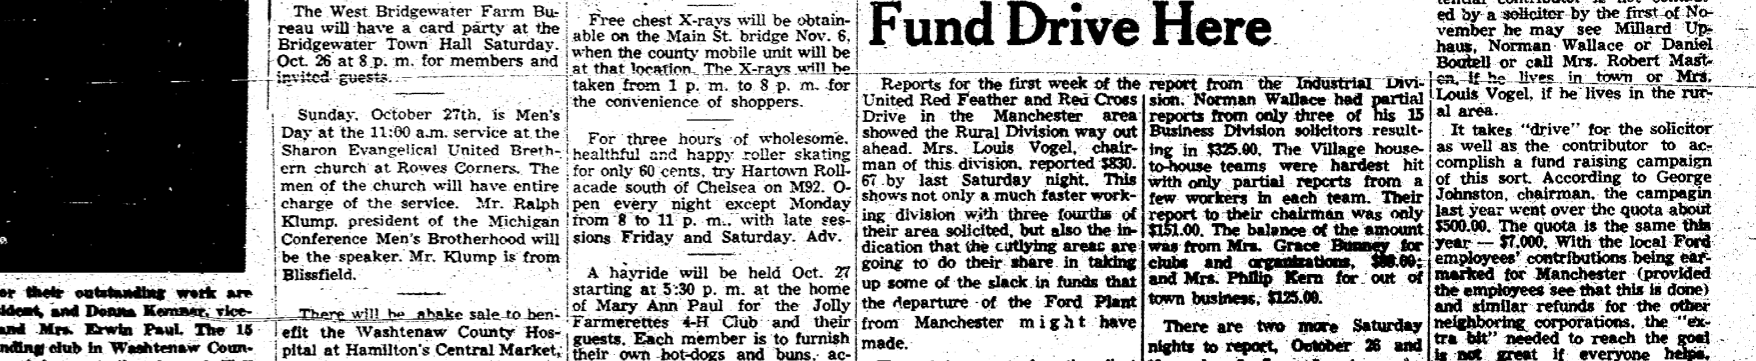 or their outstanding work are
ident, and Donna Kemner, vice-
and Mrs. Erwin Paul. The 15
nding club in Washtenaw Coun-
The West Bridgewater Farm Bu-
reau will have a card party at the
Bridgewater Town Hall Saturday,
Oct. 26 at 8 p. m. for members and
invited guests.
Sunday, October 27th, is Men's
Day at the 11:00 a.m. service at the
Sharon Evangelical United Breth-
ern church at Rowes Corners. The
men of the church will have entire
charge of the service. Mr. Ralph
Klump, president of the Michigan
Conference Men's Brotherhood will
be the speaker. Mr. Klump is from
Blissfield.
There will be abake sale to ben-
efit the Washtenaw County Hos-
pital at Hamilton's Central Market,
Free chest X-rays will be obtain-
able on the Main St. bridge Nov. 6,
when the county mobile unit will be
at that location. The X-rays will be
taken from 1 p. m. to 8 p. m. for
the convenience of shoppers.
For three hours of wholesome,
healthful and happy roller skating
for only 60 cents, try Hartown Roll-
acade south of Chelsea on M92. O-
pen every night except Monday
from 8 to 11 p. m., with late ses-
sions Friday and Saturday. Adv.
A hayride will be held Oct. 27
starting at 5:30 p. m. at the home
of Mary Ann Paul for the Jolly
Farmerettes 4-H Club and their
guests. Each member is to furnish
their own hot-dogs and buns, ac-
Fund Drive Here
Reports for the first week of the
United Red Feather and Red Cross
Drive in the Manchester area
showed the Rural Division way out
ahead. Mrs. Louis Vogel, chair-
man of this division, reported $830.
67 by last Saturday night. This
shows not only a much faster work-
ing division with three fourths of
their area solicited, but also the in-
dication that the outlying areas are
going to do their share in taking
up some of the slack in funds that
the departure of the Ford Plant
from Manchester might have
made.
report from the Industrial Divi-
sion. Norman Wallace had partial
reports from only three of his 15
Business Division solicitors result-
ing in $325.00. The Village house-
to-house teams were hardest hit
with only partial reports from a
few workers in each team. Their
report to their chairman was only
$151.00. The balance of the amount
was from Mrs. Grace Bunney for
clubs and organizations,
and Mrs. Philip Kern for out of
town business, $125.00.
There are two more Saturday
nights to report, October 26 and
ed by a soliciter by the first of No-
vember he may see Millard Up-
haus, Norman Wallace or Daniel
Boutell or call Mrs. Robert Mast-
en, if he lives in town or Mrs.
Louis Vogel, if he lives in the rur-
al area.
It takes "drive" for the solicitor
as well as the contributor to ac-
complish a fund raising campaign
of this sort. According to George
Johnston, chairman, the campagin
last year went over the quota about
$500.00. The quota is the same this
year — $7,000. With the local Ford
employees' contributions being ear-
marked for Manchester (provided
the employees see that this is done)
and similar refunds for the other
neighboring corporations, the "ex-
tra bit" needed to reach the goal
is not great if everyone helps.